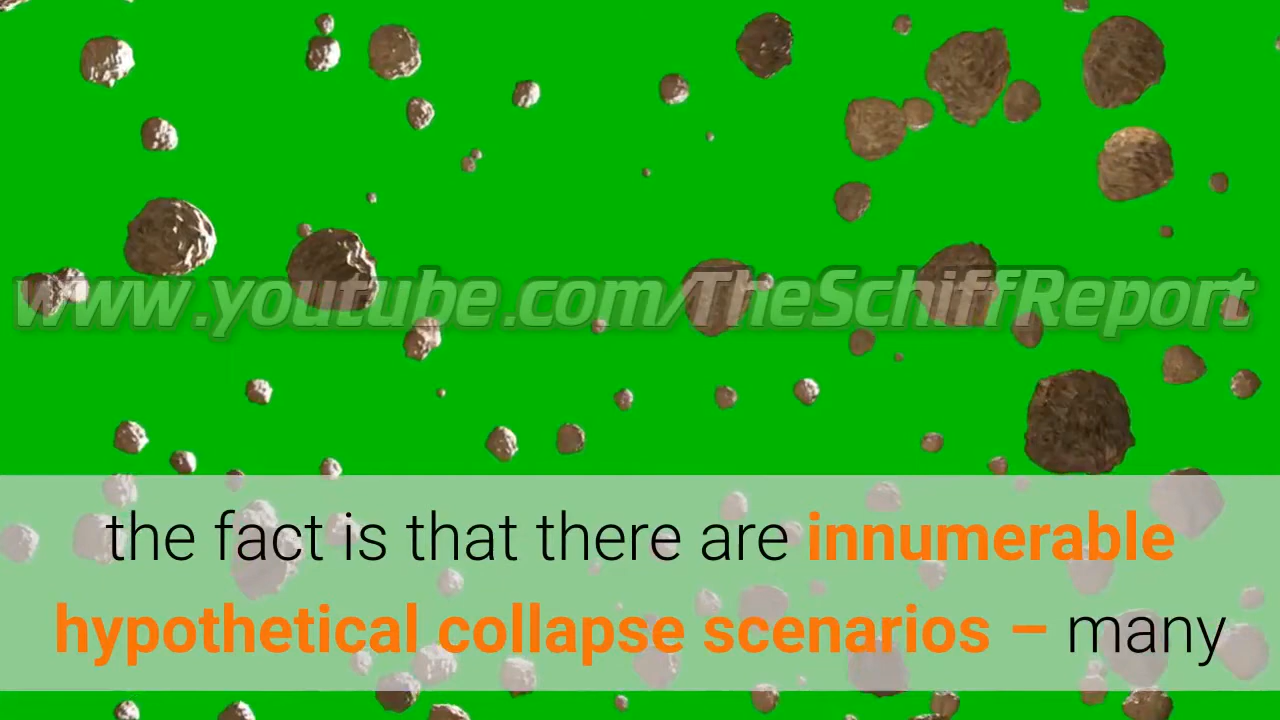 www.youtube.com/TheSchiffReport
the fact is that there are innumerable
hypothetical collapse scenarios – many